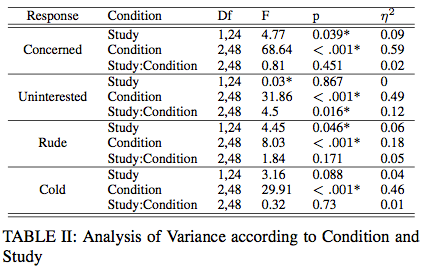 Response Condition Df F p η²
Study 1,24 4.77 0.039* 0.09
Concerned Condition 2,48 68.64 < .001* 0.59
Study:Condition 2,48 0.81 0.451 0.02
Study 1,24 0.03* 0.867 0
Uninterested Condition 2,48 31.86 < .001* 0.49
Study:Condition 2,48 4.5 0.016* 0.12
Study 1,24 4.45 0.046* 0.06
Rude Condition 2,48 8.03 < .001* 0.18
Study:Condition 2,48 1.84 0.171 0.05
Study 1,24 3.16 0.088 0.04
Cold Condition 2,48 29.91 < .001* 0.46
Study:Condition 2,48 0.32 0.73 0.01
TABLE II: Analysis of Variance according to Condition and
Study